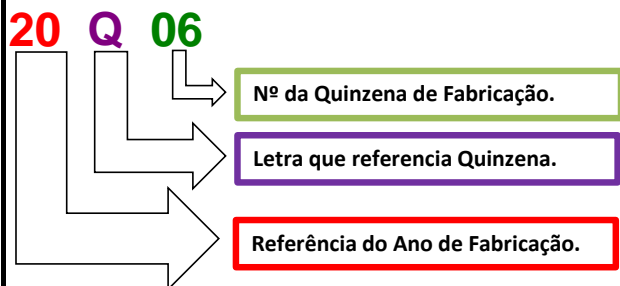 20 Q 06
Nº da Quinzena de Fabricação.
Letra que referencia Quinzena.
Referência do Ano de Fabricação.